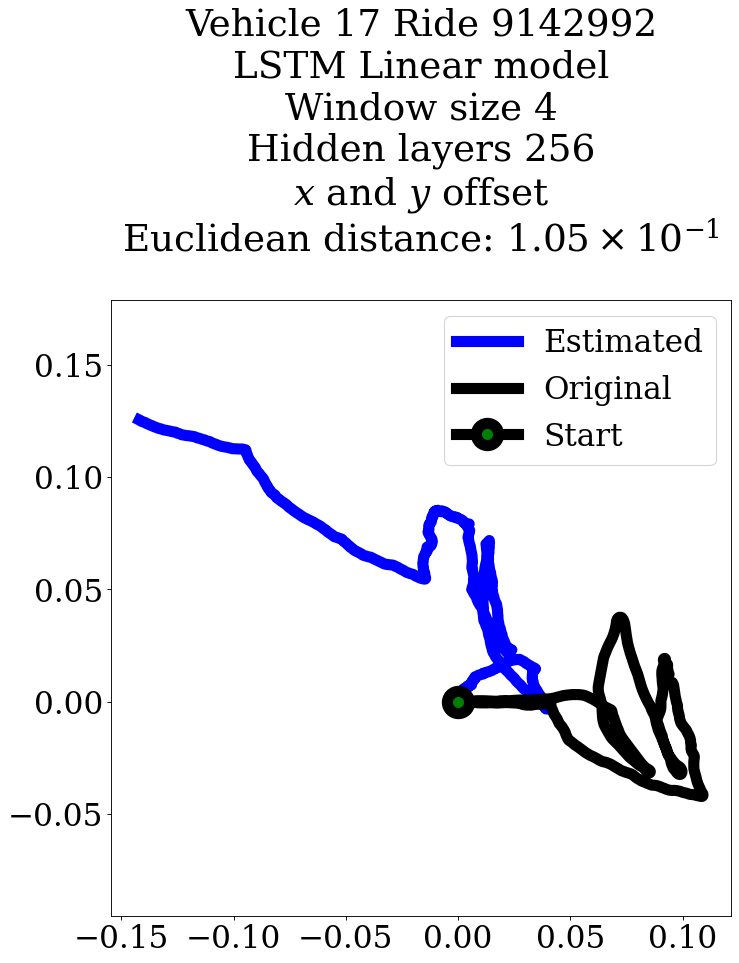 Vehicle 17 Ride 9142992
LSTM Linear model
Window size 4
Hidden layers 256
x and y offset
Euclidean distance: 1.05 × 10⁻¹
Estimated
Original
Start
0.15
0.10
0.05
0.00
−0.05
−0.15 −0.10 −0.05 0.00 0.05 0.10